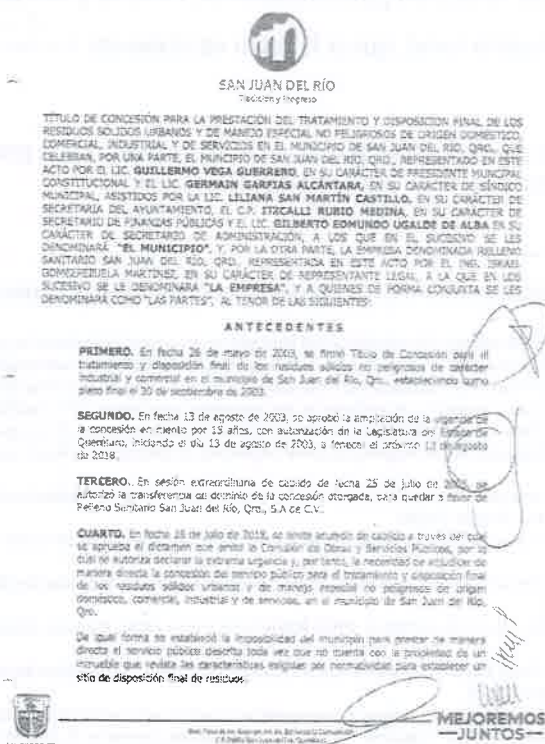 SAN JUAN DEL RÍO
Tradición y Progreso
TÍTULO DE CONCESIÓN PARA LA PRESTACIÓN DEL TRATAMIENTO Y DISPOSICIÓN FINAL DE LOS
RESIDUOS SOLIDOS URBANOS Y DE MANEJO ESPECIAL NO PELIGROSOS DE ORIGEN DOMÉSTICO,
COMERCIAL, INDUSTRIAL Y DE SERVICIOS EN EL MUNICIPIO DE SAN JUAN DEL RIO, QRO., QUE
CELEBRAN, POR UNA PARTE, EL MUNICIPIO DE SAN JUAN DEL RIO, QRO., REPRESENTADO EN ESTE
ACTO POR EL LIC. GUILLERMO VEGA GUERRERO, EN SU CARÁCTER DE PRESIDENTE MUNICIPAL
CONSTITUCIONAL Y EL LIC. GERMAIN GARFIAS ALCÁNTARA, EN SU CARÁCTER DE SÍNDICO
MUNICIPAL, ASISTIDOS POR LA LIC. LILIANA SAN MARTÍN CASTILLO, EN SU CARÁCTER DE
SECRETARIA DEL AYUNTAMIENTO, EL C.P. ITZCALLI RUBIO MEDINA, EN SU CARÁCTER DE
SECRETARIO DE FINANZAS PÚBLICAS Y EL LIC. GILBERTO EDMUNDO UGALDE DE ALBA EN SU
CARÁCTER DE SECRETARIO DE ADMINISTRACIÓN, A LOS QUE EN EL SUCESIVO SE LES
DENOMINARÁ "EL MUNICIPIO", Y, POR LA OTRA PARTE, LA EMPRESA DENOMINADA RELLENO
SANITARIO SAN JUAN DEL RÍO, QRO., REPRESENTADA EN ESTE ACTO POR EL ING. ISRAEL
MARTÍNEZ, EN SU CARÁCTER DE REPRESENTANTE LEGAL, A LA QUE EN LOS
SUCESIVO SE LE DENOMINARÁ "LA EMPRESA", Y A QUIENES DE FORMA CONJUNTA SE LES
DENOMINARÁ COMO "LAS PARTES", AL TENOR DE LAS SIGUIENTES:
ANTECEDENTES
PRIMERO. En fecha 26 de mayo de 2003, se firmó Título de Concesión para el
tratamiento y disposición final de los residuos sólidos no peligrosos de carácter
industrial y comercial en el municipio de San Juan del Río, Qro., estableciendo como
plazo final el 30 de septiembre de 2003.
SEGUNDO. En fecha 13 de agosto de 2003, se aprobó la ampliación de la vigencia de
la concesión en mento por 15 años, con autorización de la Legislatura del Estado de
Querétaro, iniciando el día 13 de agosto de 2003, a fenecer el próximo 13 de agosto
de 2018.
TERCERO. En sesión extraordinaria de cabildo de fecha 25 de julio de se
autorizó la transferencia de dominio de la concesión otorgada, para quedar a favor de
Relleno Sanitario San Juan del Río, Qro., S.A de C.V.
CUARTO. En fecha de julio de 2018, se emite acuerdo de cabildo a través del cual
se aprueba el dictamen que emite la Comisión de Obras y Servicios Públicos, por lo
cual se autoriza declarar la extrema urgencia y, por tanto, la necesidad de adjudicar de
manera directa la concesión del servicio público para el tratamiento y disposición final
de los residuos sólidos urbanos y de manejo especial no peligrosos de origen
doméstico, comercial, industrial y de servicios, en el municipio de San Juan del Río,
Qro.
De igual forma se estableció la imposibilidad del municipio para prestar de manera
directa el servicio público descrito toda vez que no cuenta con la propiedad de un
inmueble que revista las características exigidas por normatividad para establecer un
sitio de disposición final de residuos.
MEJOREMOS
—JUNTOS—